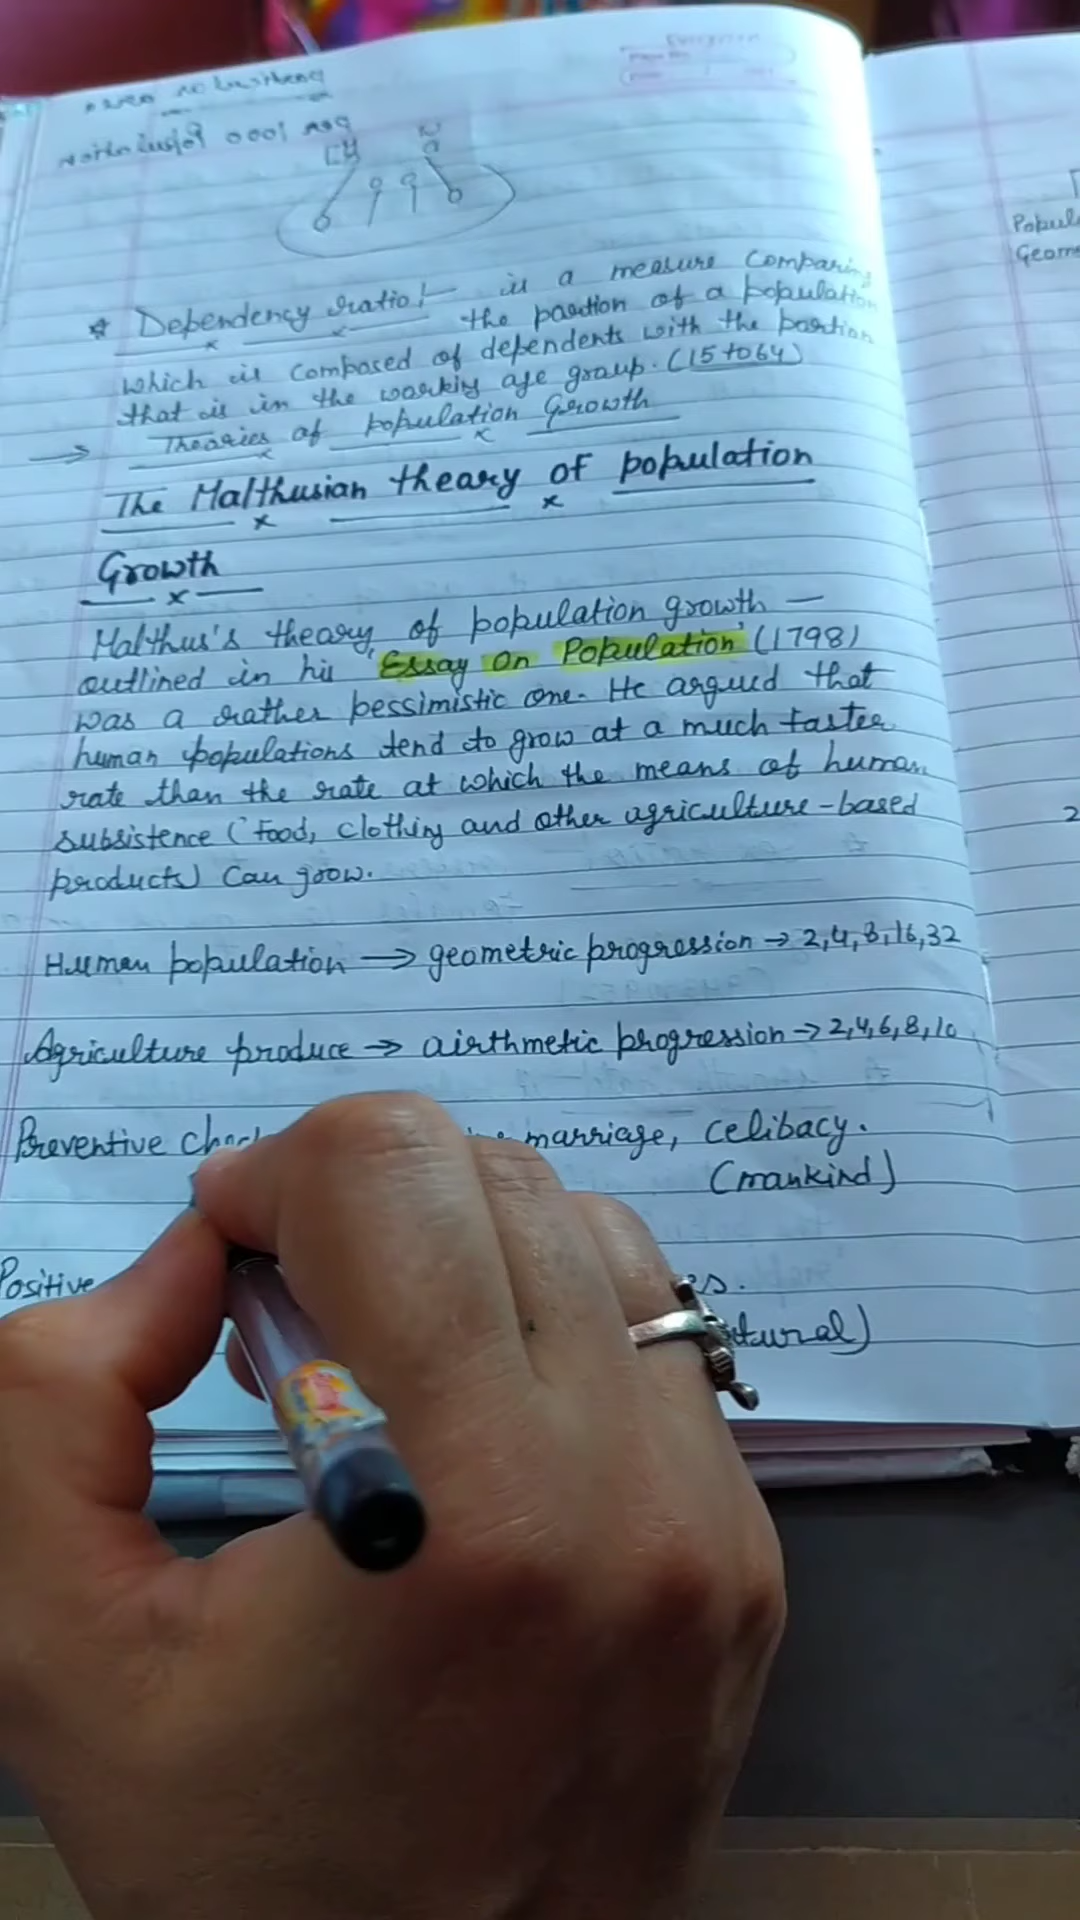 * Dependency ratio!— is a measure comparing
the portion of a population
which is composed of dependents with the portion
that is in the working age group. (15 to 64)
→ Theories of population Growth
The Malthusian theory of population
Growth
Malthus's theory of population growth —
outlined in his 'Essay on Population' (1798)
was a rather pessimistic one. He argued that
human populations tend to grow at a much faster
rate than the rate at which the means of human
subsistence (food, clothing and other agriculture-based
products) can grow.
Human population → geometric progression → 2,4,8,16,32
Agriculture produce → airthmetic progression → 2,4,6,8,10
Preventive marriage, celibacy.
(mankind)
Positive